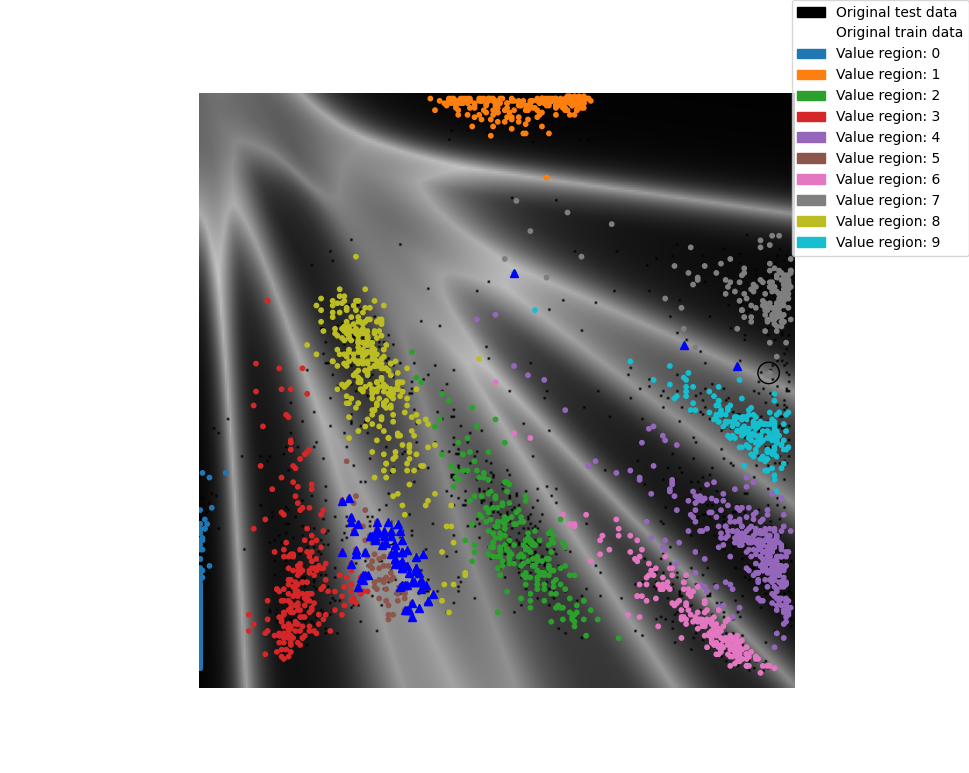 Original test data
Original train data
Value region: 0
Value region: 1
Value region: 2
Value region: 3
Value region: 4
Value region: 5
Value region: 6
Value region: 7
Value region: 8
Value region: 9